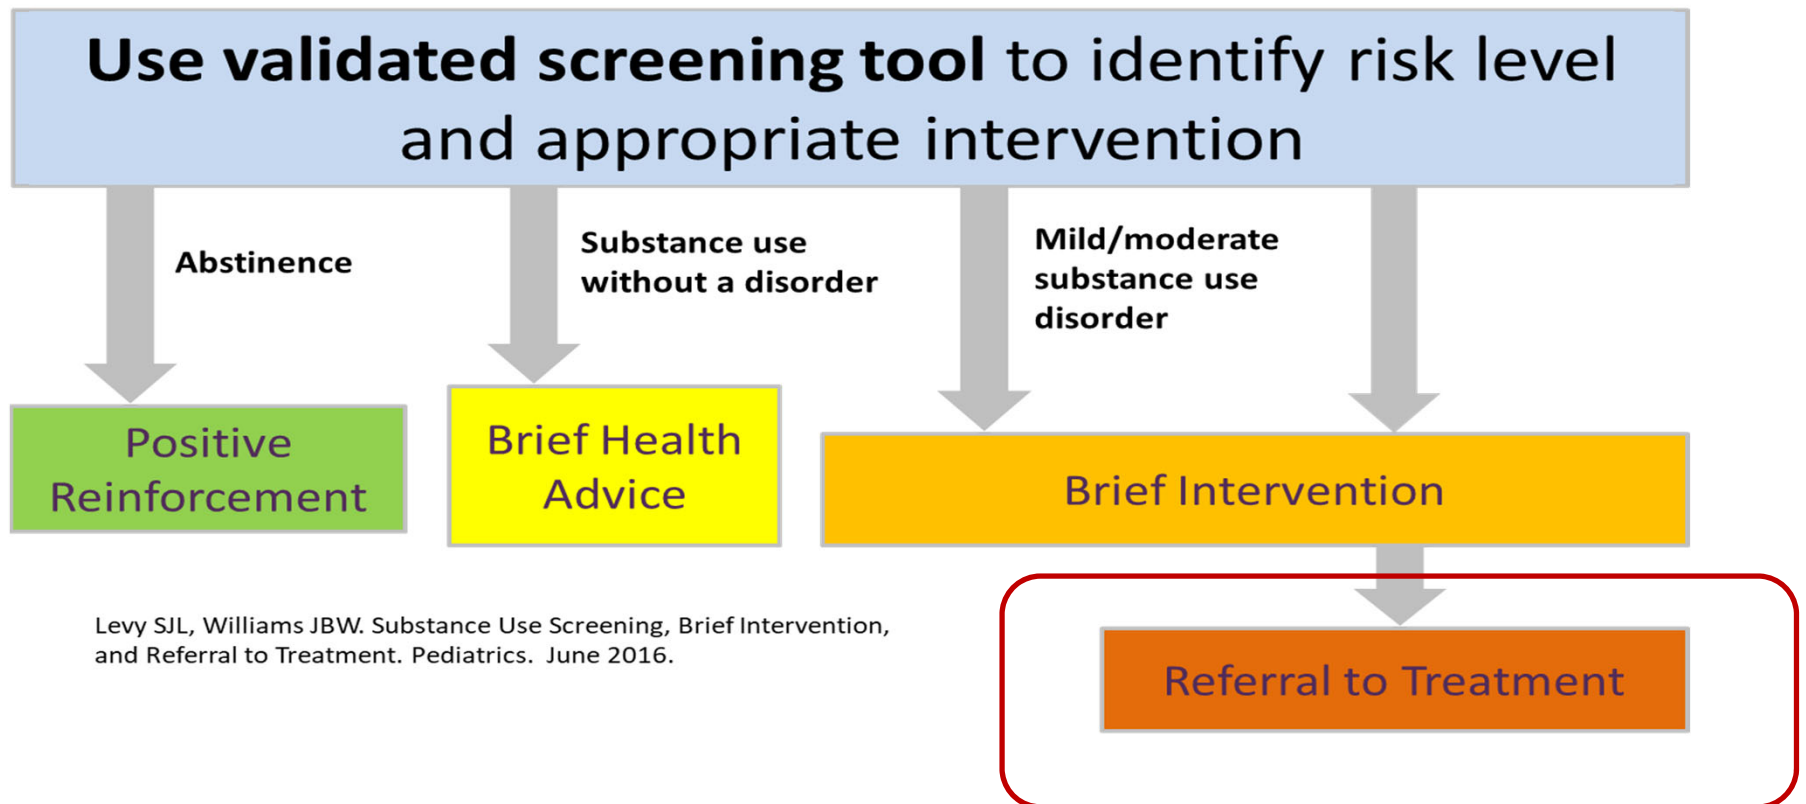 Use validated screening tool to identify risk level
and appropriate intervention
Abstinence
Substance use
without a disorder
Mild/moderate
substance use
disorder
Positive
Reinforcement
Brief Health
Advice
Brief Intervention
Levy SJL, Williams JBW. Substance Use Screening, Brief Intervention,
and Referral to Treatment. Pediatrics.  June 2016.
Referral to Treatment